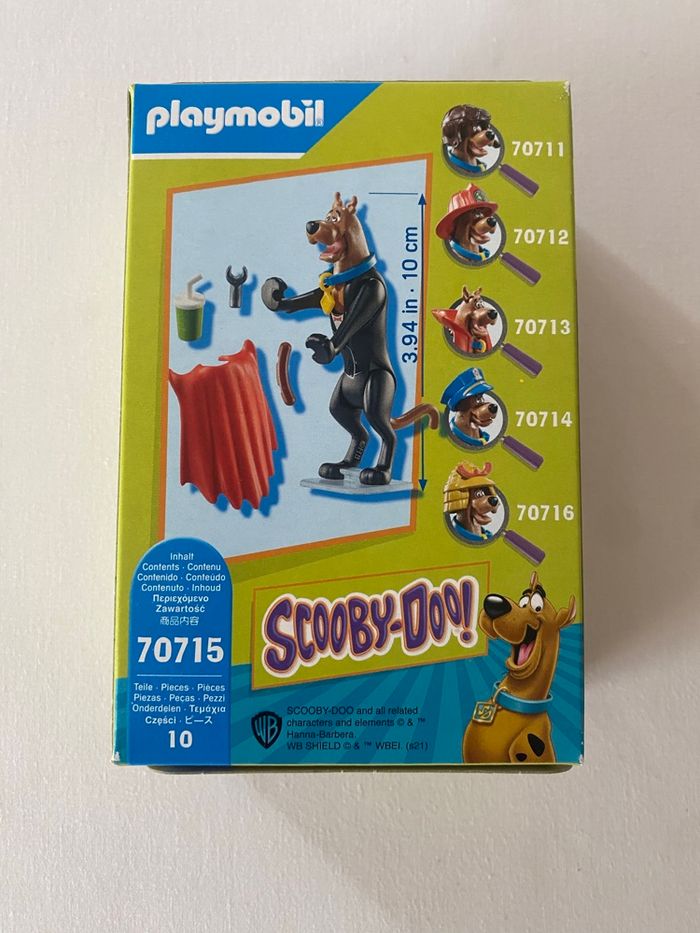 playmobil
70711
70712
70713
70714
70716
3.94 in · 10 cm
Inhalt
Contents · Contenu
Contenido · Conteúdo
Contenuto · Inhoud
Περιεχόμενο
Zawartość
商品内容
70715
Teile · Pieces · Pièces
Piezas · Peças · Pezzi
Onderdelen · Τεμάχια
Części · ピース
10
SCOOBY-DOO!
WB
SCOOBY-DOO and all related
characters and elements © & ™
Hanna-Barbera.
WB SHIELD © & ™ WBEI. (s21)
SD